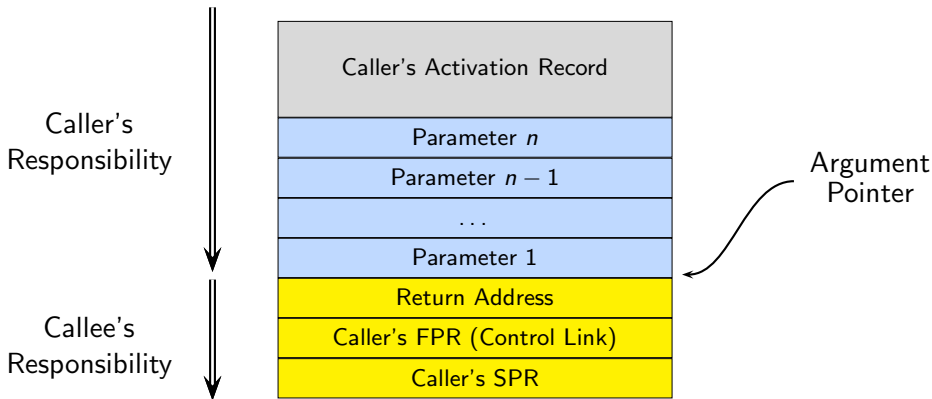 Caller's Activation Record
Parameter n
Parameter n − 1
...
Parameter 1
Return Address
Caller's FPR (Control Link)
Caller's SPR
Caller's
Responsibility
Callee's
Responsibility
Argument
Pointer